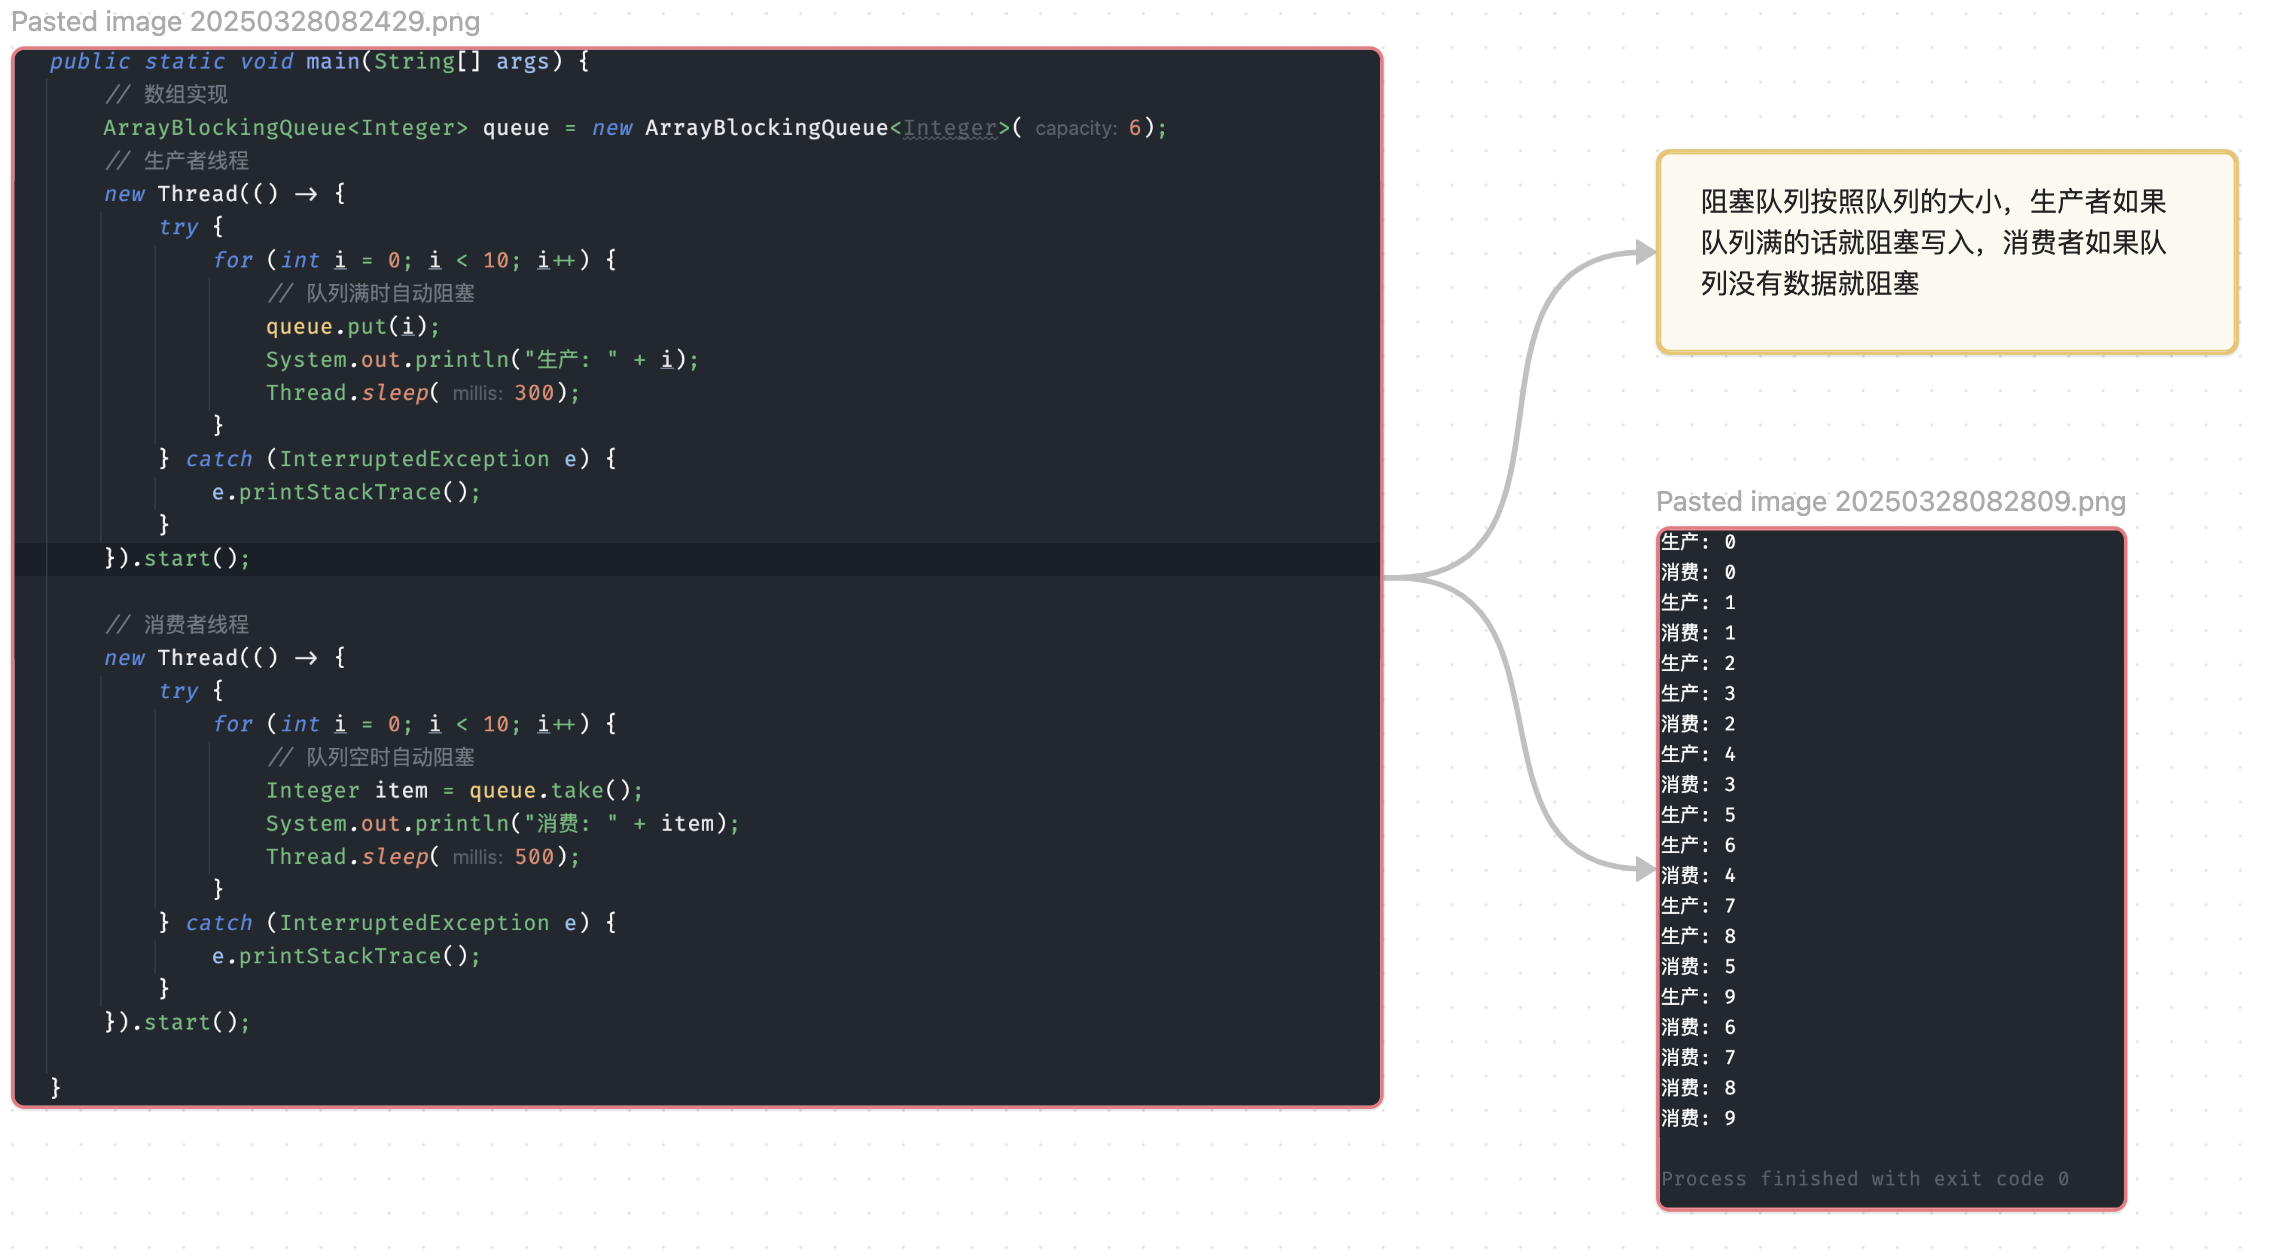 Pasted image 20250328082429.png
public static void main(String[] args) {
// 数组实现
ArrayBlockingQueue<Integer> queue = new ArrayBlockingQueue<Integer>( capacity: 6);
// 生产者线程
new Thread(() -> {
try {
for (int i = 0; i < 10; i++) {
// 队列满时自动阻塞
queue.put(i);
System.out.println("生产: " + i);
Thread.sleep( millis: 300);
}
} catch (InterruptedException e) {
e.printStackTrace();
}
}).start();
// 消费者线程
new Thread(() -> {
try {
for (int i = 0; i < 10; i++) {
// 队列空时自动阻塞
Integer item = queue.take();
System.out.println("消费: " + item);
Thread.sleep( millis: 500);
}
} catch (InterruptedException e) {
e.printStackTrace();
}
}).start();
}
阻塞队列按照队列的大小，生产者如果
队列满的话就阻塞写入，消费者如果队
列没有数据就阻塞
Pasted image 20250328082809.png
生产: 0
消费: 0
生产: 1
消费: 1
生产: 2
生产: 3
消费: 2
生产: 4
消费: 3
生产: 5
生产: 6
消费: 4
生产: 7
生产: 8
消费: 5
生产: 9
消费: 6
消费: 7
消费: 8
消费: 9
Process finished with exit code 0